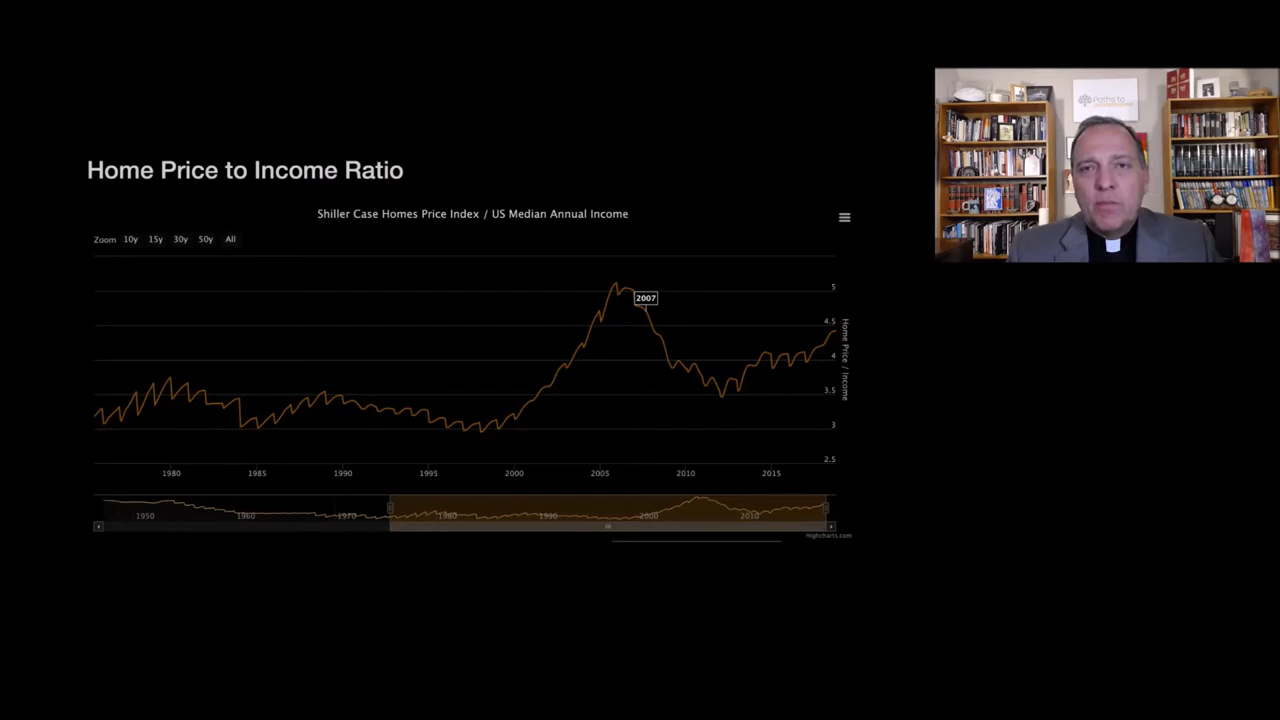 Home Price to Income Ratio
Shiller Case Homes Price Index / US Median Annual Income
Zoom 10y 15y 30y 50y All
2007
5
4.5
4
3.5
3
2.5
Home Price / Income
1980 1985 1990 1995 2000 2005 2010 2015
1950 1960 1970 1980 1990 2000 2010
Highcharts.com
Paths to